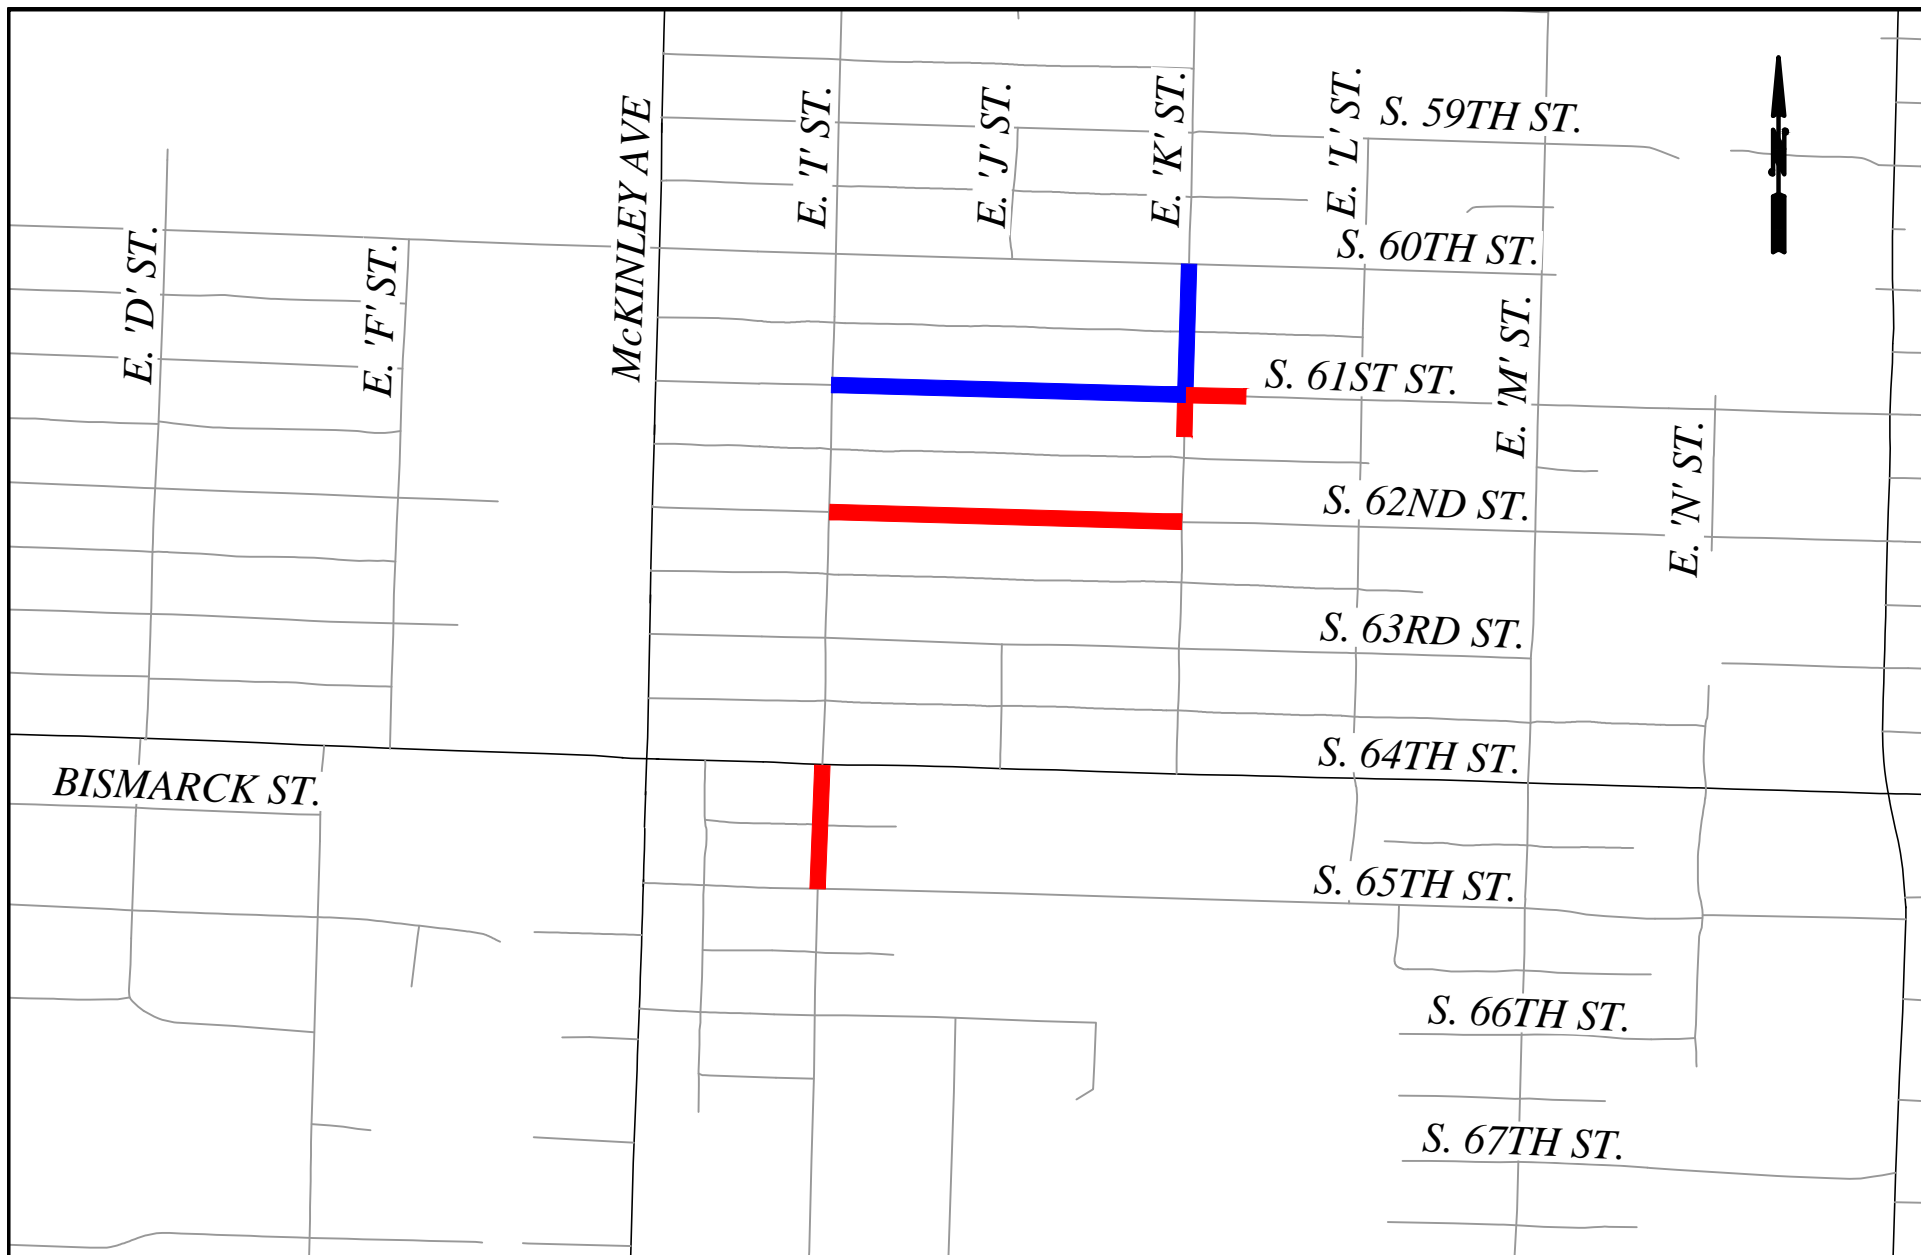 McKINLEY AVE
E. 'I' ST.
E. 'J' ST.
E. 'K' ST.
E. 'L' ST.
S. 59TH ST.
N
E. 'D' ST.
E. 'F' ST.
S. 60TH ST.
E. 'M' ST.
S. 61ST ST.
E. 'N' ST.
S. 62ND ST.
S. 63RD ST.
S. 64TH ST.
BISMARCK ST.
S. 65TH ST.
S. 66TH ST.
S. 67TH ST.